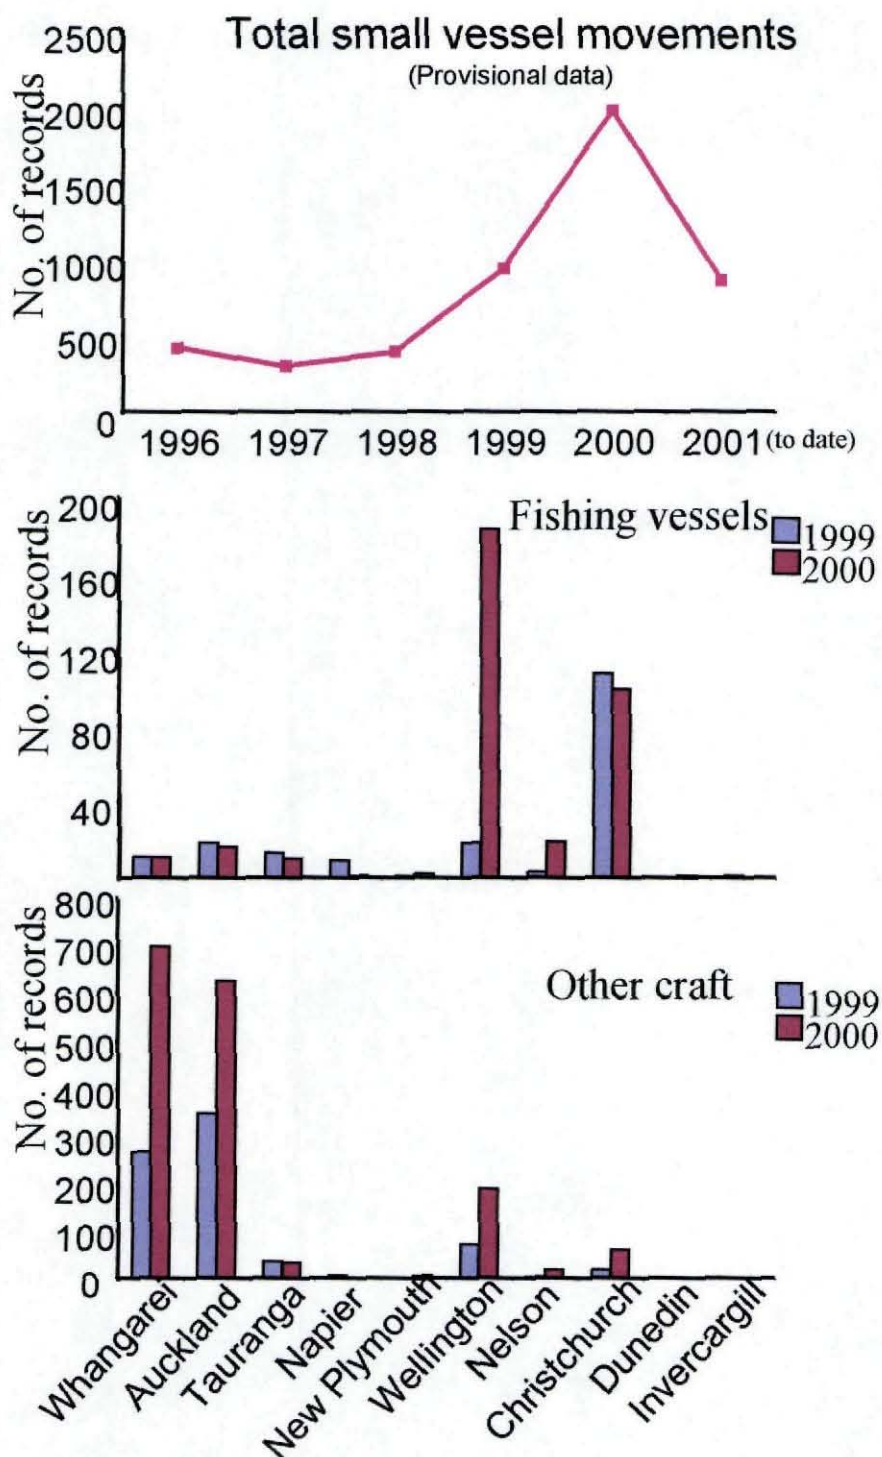 Total small vessel movements
(Provisional data)
No. of records
2500
2000
1500
1000
500
0
1996 1997 1998 1999 2000 2001 (to date)
Fishing vessels
1999
2000
No. of records
200
160
120
80
40
Other craft
1999
2000
No. of records
800
700
600
500
400
300
200
100
0
Whangarei
Auckland
Tauranga
Napier
New Plymouth
Wellington
Nelson
Christchurch
Dunedin
Invercargill